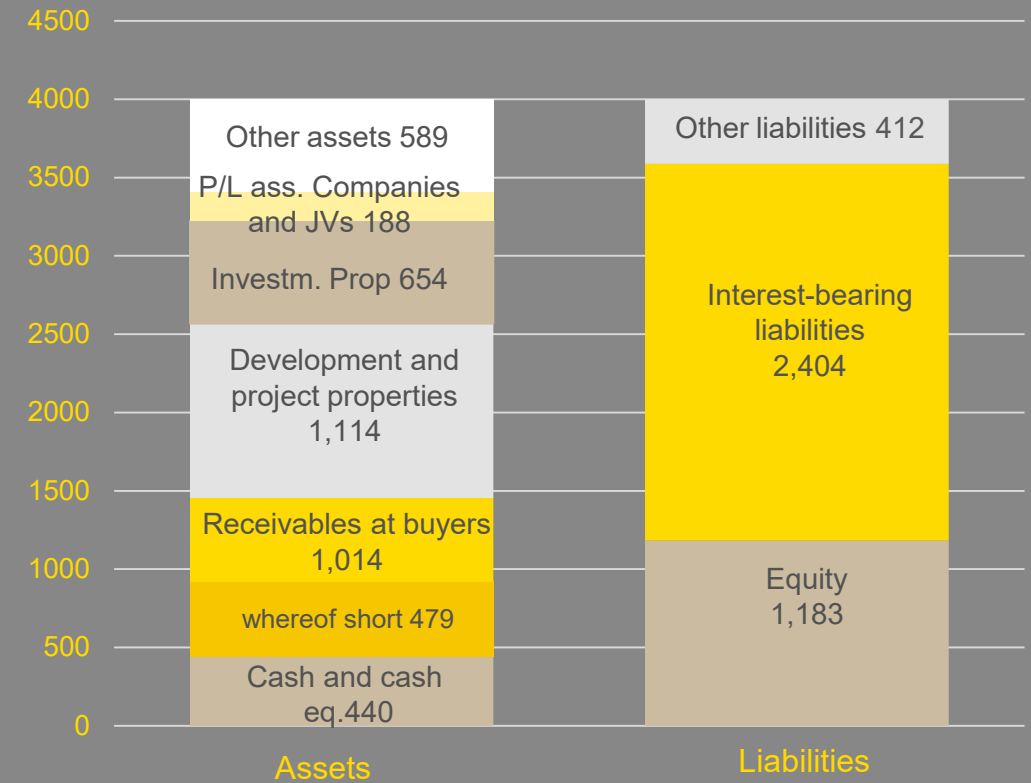 4500
4000
3500
3000
2500
2000
1500
1000
500
0
Other assets 589
P/L ass. Companies
and JVs 188
Investm. Prop 654
Development and
project properties
1,114
Receivables at buyers
1,014
whereof short 479
Cash and cash
eq.440
Assets
Other liabilities 412
Interest-bearing
liabilities
2,404
Equity
1,183
Liabilities